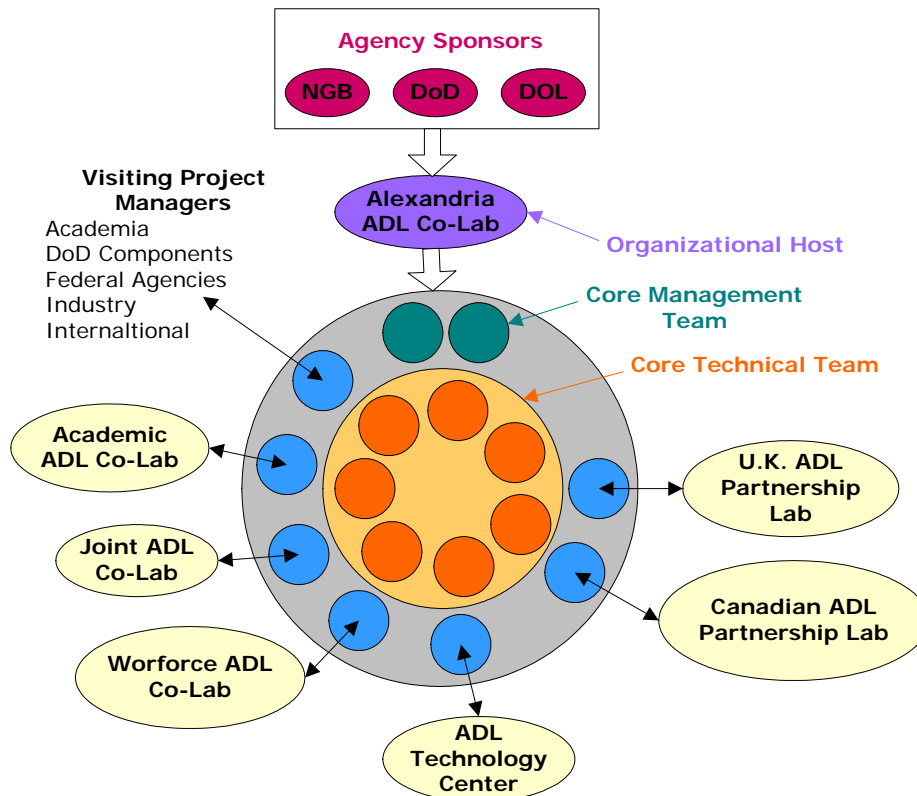 Agency Sponsors
NGB
DoD
DOL
Visiting Project
Managers
Academia
DoD Components
Federal Agencies
Industry
Internaltional
Alexandria
ADL Co-Lab
Organizational Host
Core Management
Team
Core Technical Team
Academic
ADL Co-Lab
U.K. ADL
Partnership
Lab
Joint ADL
Co-Lab
Canadian ADL
Partnership Lab
Worforce ADL
Co-Lab
ADL
Technology
Center